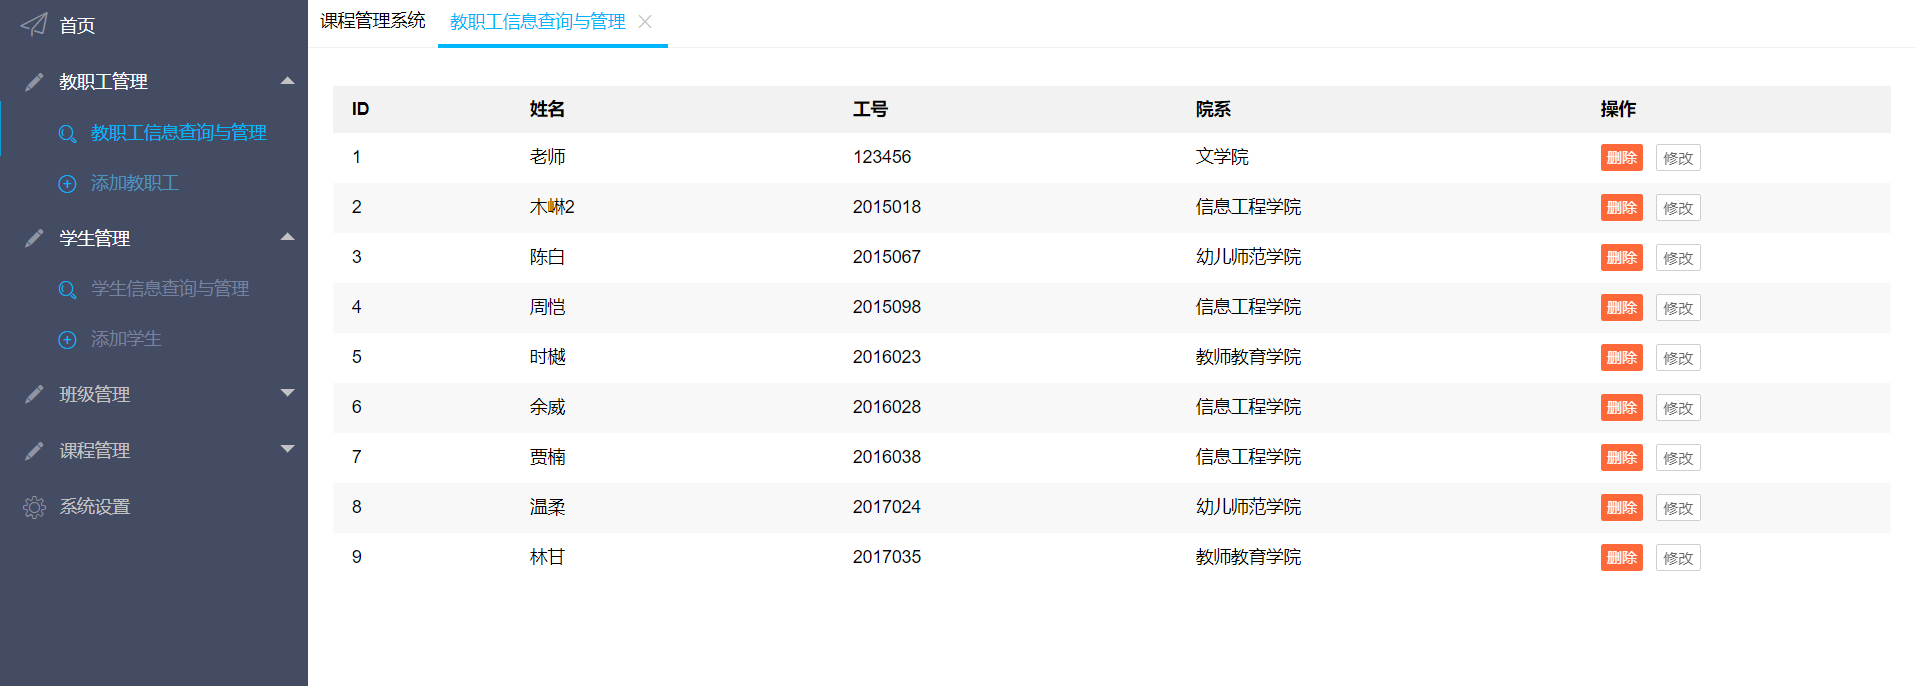 首页
教职工管理
教职工信息查询与管理
添加教职工
学生管理
学生信息查询与管理
添加学生
班级管理
课程管理
系统设置
课程管理系统 教职工信息查询与管理
ID 姓名 工号 院系 操作
1 老师 123456 文学院 删除 修改
2 木崊2 2015018 信息工程学院 删除 修改
3 陈白 2015067 幼儿师范学院 删除 修改
4 周恺 2015098 信息工程学院 删除 修改
5 时樾 2016023 教师教育学院 删除 修改
6 余威 2016028 信息工程学院 删除 修改
7 贾楠 2016038 信息工程学院 删除 修改
8 温柔 2017024 幼儿师范学院 删除 修改
9 林甘 2017035 教师教育学院 删除 修改